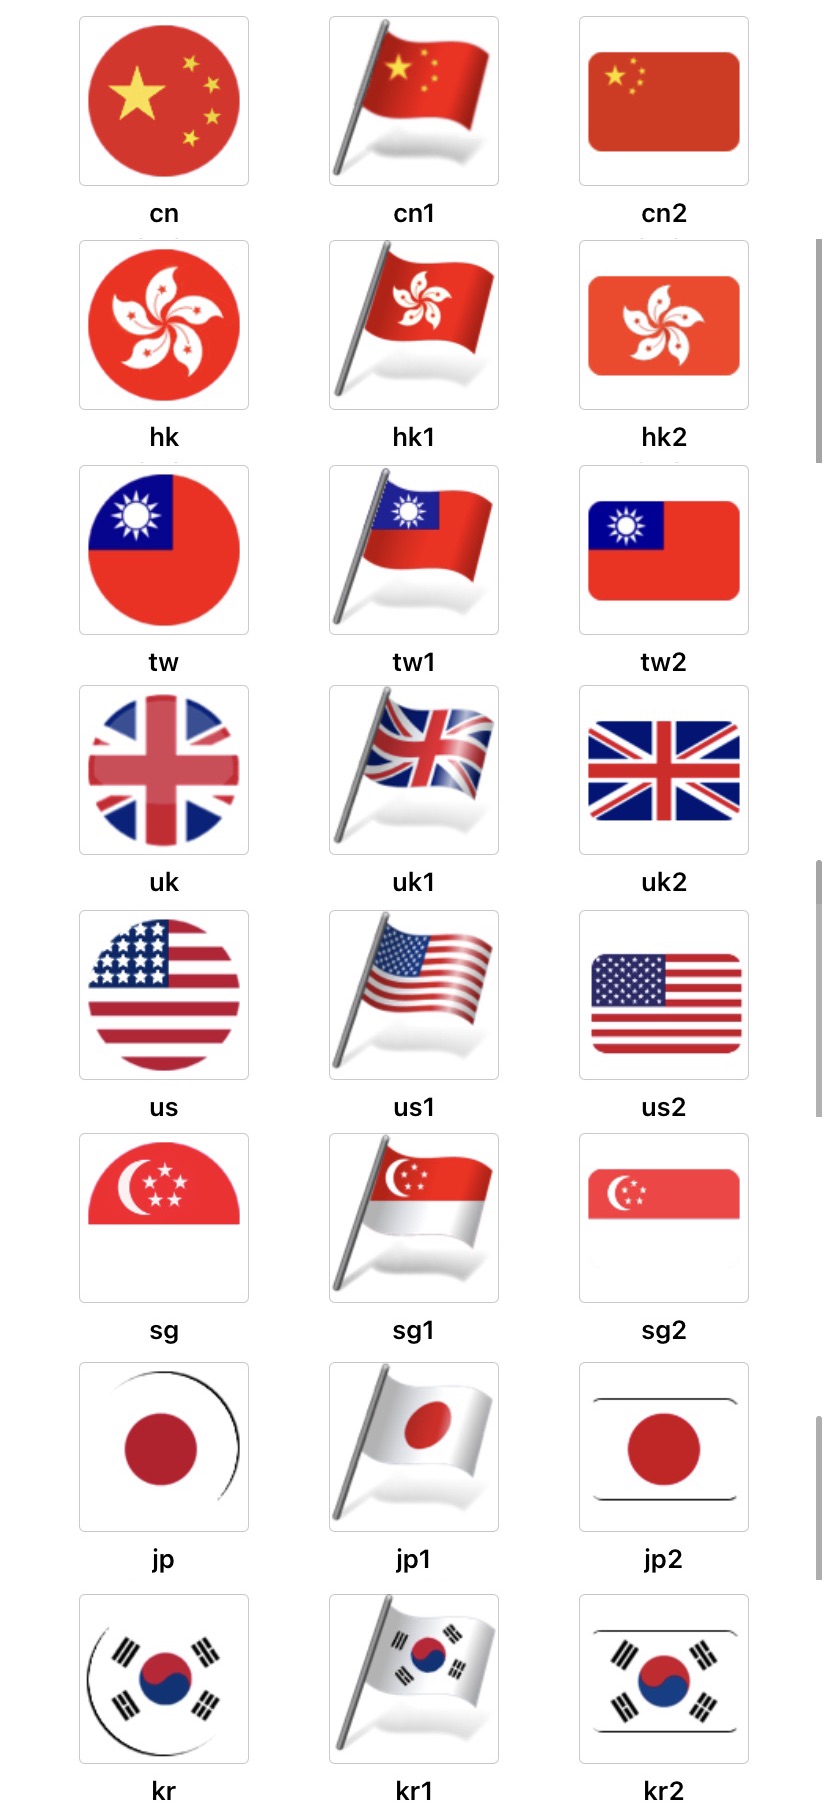 cn cn1 cn2
hk hk1 hk2
tw tw1 tw2
uk uk1 uk2
us us1 us2
sg sg1 sg2
jp jp1 jp2
kr kr1 kr2